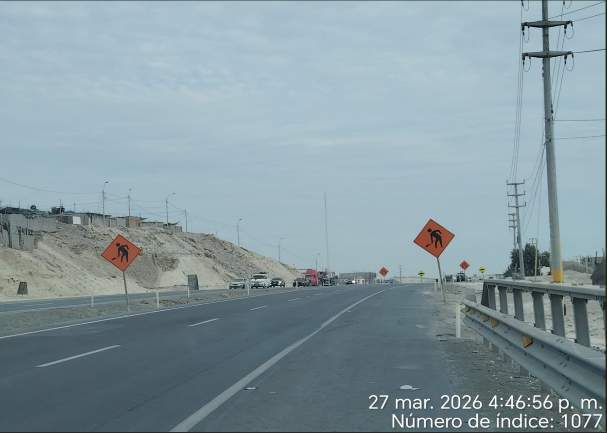 27 mar. 2026 4:46:56 p. m.
Número de índice: 1077